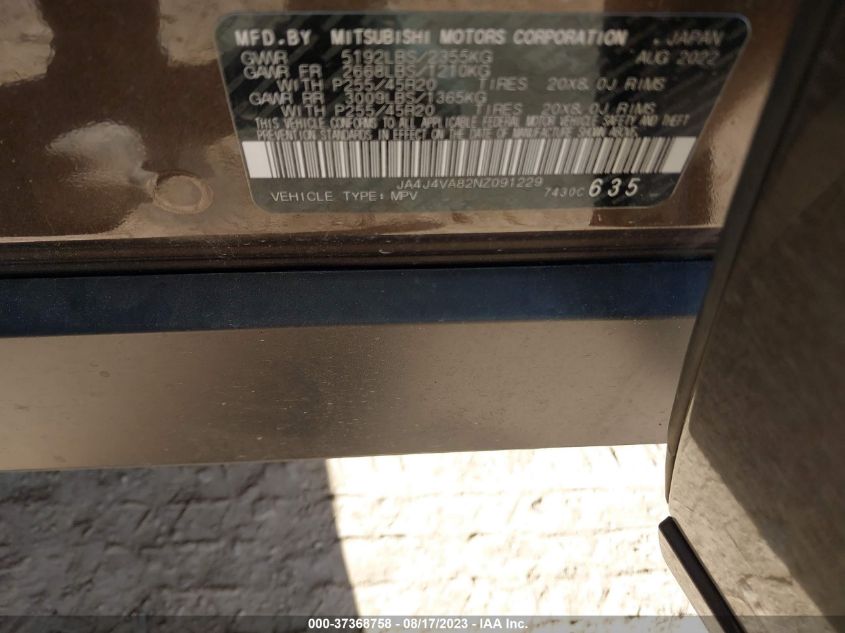 MFD.BY MITSUBISHI MOTORS CORPORATION . JAPAN
GVWR 5192LBS/2355KG AUG 2022
GAWR FR 2668LBS/1210KG
WITH P255/45R20 TIRES 20X8.0J RIMS
GAWR RR 3009LBS/1365KG
WITH P255/45R20 TIRES 20X8.0J RIMS
THIS VEHICLE CONFORMS TO ALL APPLICABLE FEDERAL MOTOR VEHICLE SAFETY AND THEFT
PREVENTION STANDARDS IN EFFECT ON THE DATE OF MANUFACTURE SHOWN ABOVE.
JA4J4VA82NZ091229
VEHICLE TYPE: MPV 7430C 635
000-37368758 - 08/17/2023 - IAA Inc.